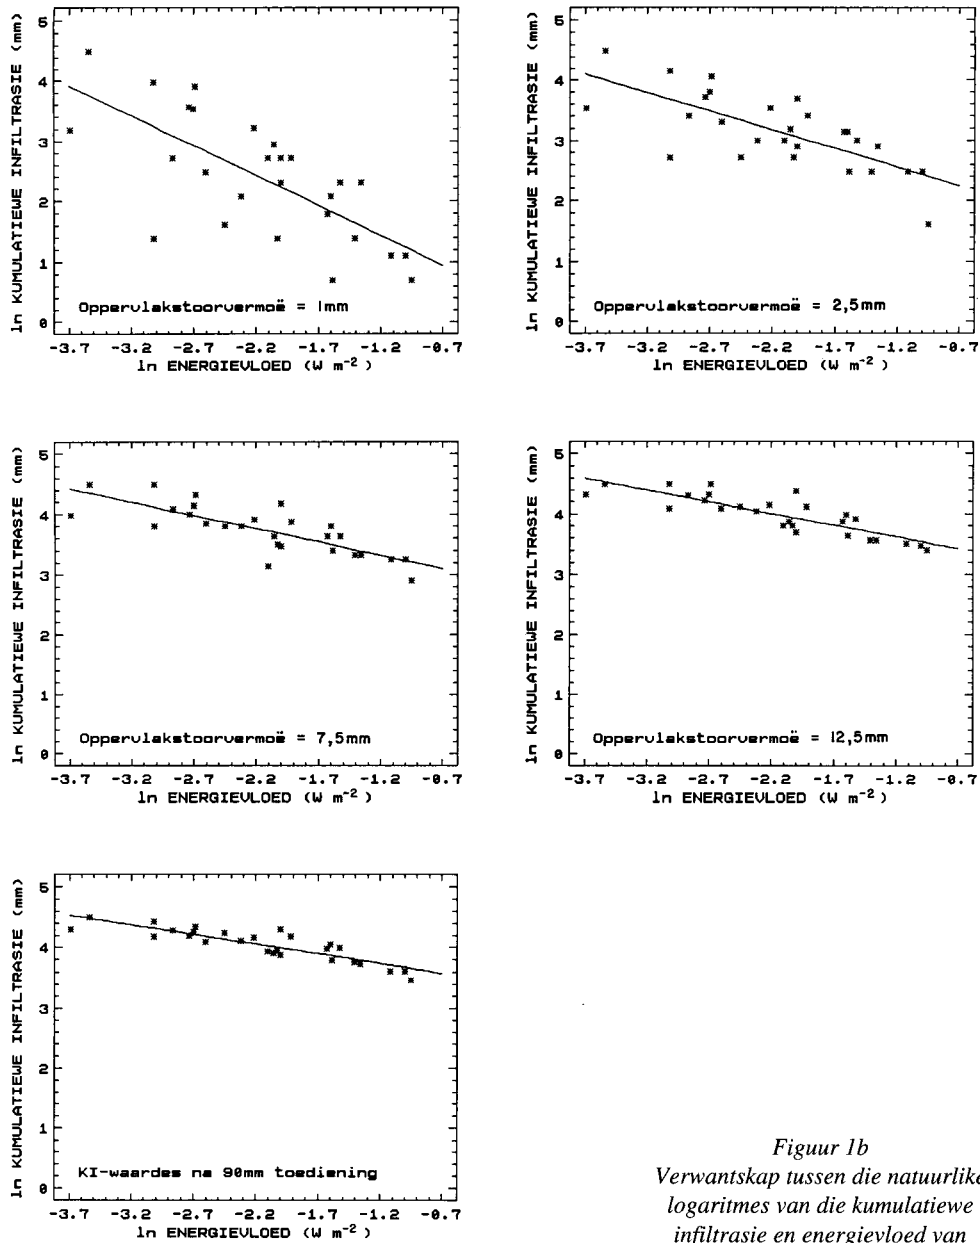 ln KUMULATIEWE INFILTRASIE (mm)
5
4
3
2
1
0
Oppervlakstoorvermoë = 1mm
-3.7 -3.2 -2.7 -2.2 -1.7 -1.2 -0.7
ln ENERGIEVLOED (W m⁻²)
ln KUMULATIEWE INFILTRASIE (mm)
5
4
3
2
1
0
Oppervlakstoorvermoë = 2,5mm
-3.7 -3.2 -2.7 -2.2 -1.7 -1.2 -0.7
ln ENERGIEVLOED (W m⁻²)
ln KUMULATIEWE INFILTRASIE (mm)
5
4
3
2
1
0
Oppervlakstoorvermoë = 7,5mm
-3.7 -3.2 -2.7 -2.2 -1.7 -1.2 -0.7
ln ENERGIEVLOED (W m⁻²)
ln KUMULATIEWE INFILTRASIE (mm)
5
4
3
2
1
0
Oppervlakstoorvermoë = 12,5mm
-3.7 -3.2 -2.7 -2.2 -1.7 -1.2 -0.7
ln ENERGIEVLOED (W m⁻²)
ln KUMULATIEWE INFILTRASIE (mm)
5
4
3
2
1
0
KI-waardes na 90mm toediening
-3.7 -3.2 -2.7 -2.2 -1.7 -1.2 -0.7
ln ENERGIEVLOED (W m⁻²)
Figuur 1b
Verwantskap tussen die natuurlike
logaritmes van die kumulatiewe
infiltrasie en energievloed van